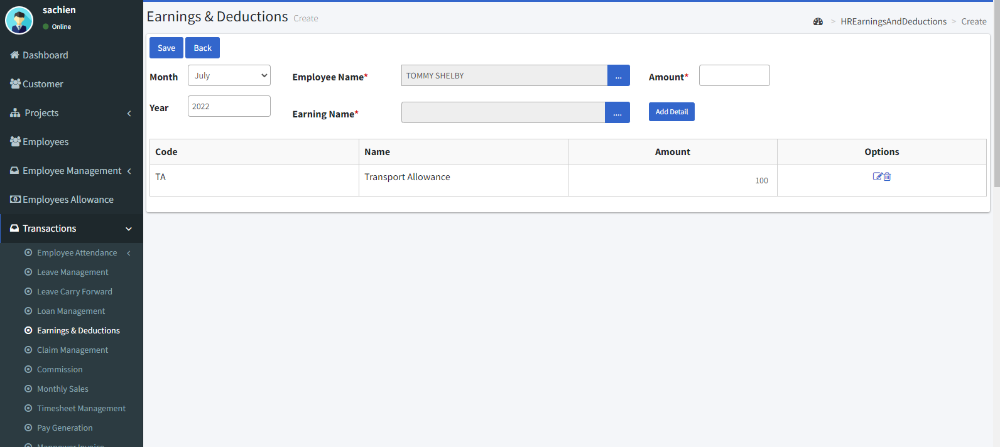 sachien
Online
Dashboard
Customer
Projects
Employees
Employee Management
Employees Allowance
Transactions
Employee Attendance
Leave Management
Leave Carry Forward
Loan Management
Earnings & Deductions
Claim Management
Commission
Monthly Sales
Timesheet Management
Pay Generation
Manpower Invoice
Earnings & Deductions Create
> HREarningsAndDeductions > Create
Save Back
Month July Employee Name* TOMMY SHELBY ... Amount*
Year 2022 Earning Name* .... Add Detail
Code Name Amount Options
TA Transport Allowance 100